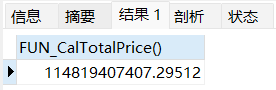 信息 摘要 结果 1 剖析 状态
FUN_CalTotalPrice()
114819407407.29512